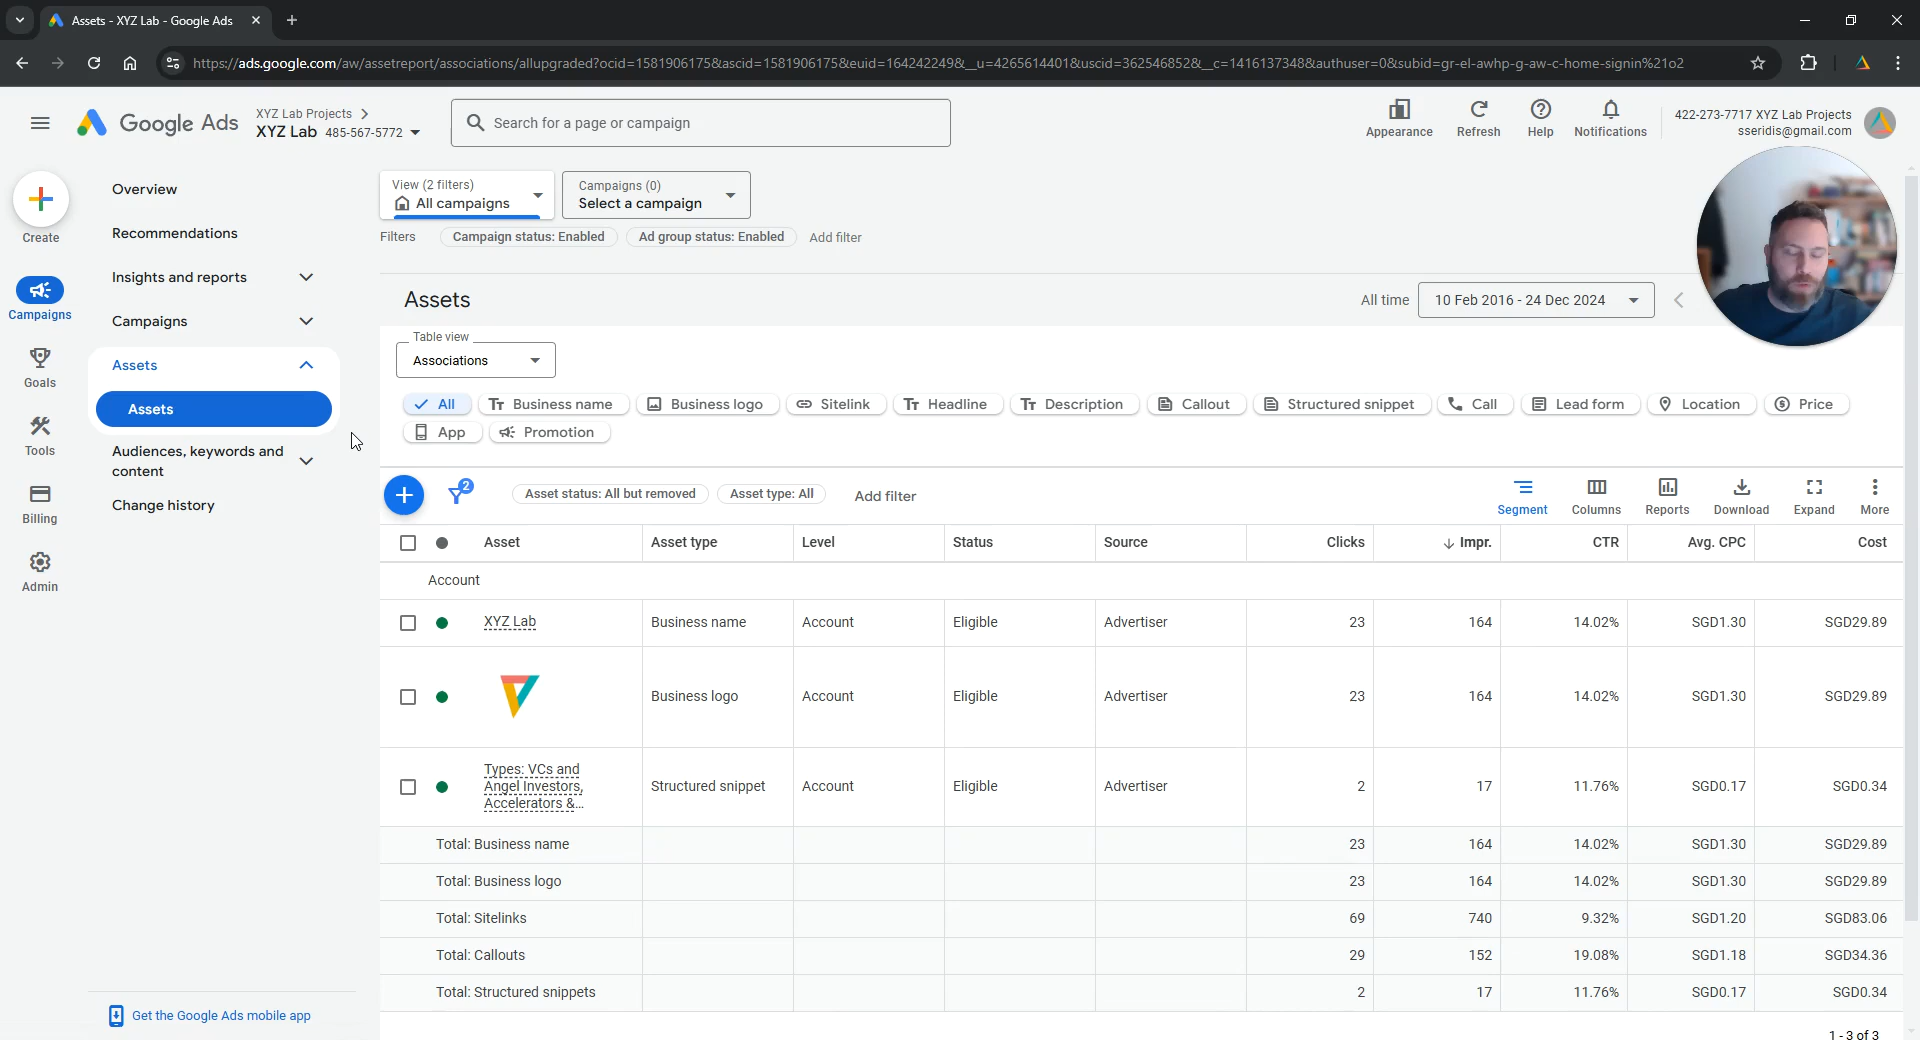 Assets - XYZ Lab - Google Ads
https://ads.google.com/aw/assetreport/associations/allupgraded?ocid=1581906175&ascid=1581906175&euid=164242249&__u=4265614401&uscid=362546852&__c=1416137348&authuser=0&subid=gr-el-awhp-g-aw-c-home-signin%21o2
Google Ads
XYZ Lab Projects
XYZ Lab 485-567-5772
Search for a page or campaign
Appearance
Refresh
Help
Notifications
422-273-7717 XYZ Lab Projects
sseridis@gmail.com
Create
Campaigns
Goals
Tools
Billing
Admin
Overview
Recommendations
Insights and reports
Campaigns
Assets
Assets
Audiences, keywords and
content
Change history
Get the Google Ads mobile app
View (2 filters)
All campaigns
Campaigns (0)
Select a campaign
Filters
Campaign status: Enabled
Ad group status: Enabled
Add filter
Assets
All time
10 Feb 2016 - 24 Dec 2024
Table view
Associations
All
Business name
Business logo
Sitelink
Headline
Description
Callout
Structured snippet
Call
Lead form
Location
Price
App
Promotion
2
Asset status: All but removed
Asset type: All
Add filter
Segment
Columns
Reports
Download
Expand
More
Asset Asset type Level Status Source Clicks Impr. CTR Avg. CPC Cost
Account
XYZ Lab Business name Account Eligible Advertiser 23 164 14.02% SGD1.30 SGD29.89
Business logo Account Eligible Advertiser 23 164 14.02% SGD1.30 SGD29.89
Types: VCs and
Angel Investors,
Accelerators &...
Structured snippet Account Eligible Advertiser 2 17 11.76% SGD0.17 SGD0.34
Total: Business name 23 164 14.02% SGD1.30 SGD29.89
Total: Business logo 23 164 14.02% SGD1.30 SGD29.89
Total: Sitelinks 69 740 9.32% SGD1.20 SGD83.06
Total: Callouts 29 152 19.08% SGD1.18 SGD34.36
Total: Structured snippets 2 17 11.76% SGD0.17 SGD0.34
1 - 3 of 3